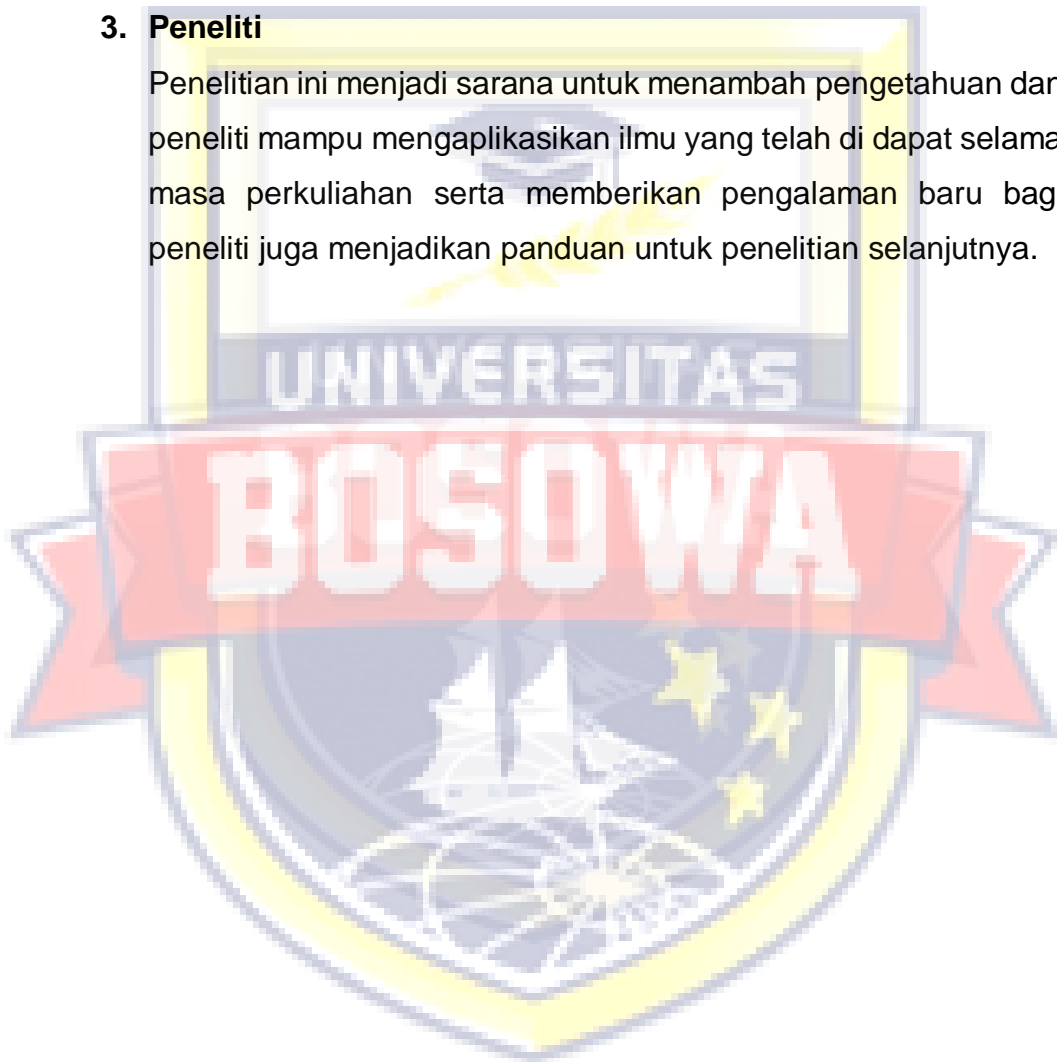 3. Peneliti
Penelitian ini menjadi sarana untuk menambah pengetahuan dan
peneliti mampu mengaplikasikan ilmu yang telah di dapat selama
masa perkuliahan serta memberikan pengalaman baru bag
peneliti juga menjadikan panduan untuk penelitian selanjutnya.
UNIVERSITAS
BOSOWA